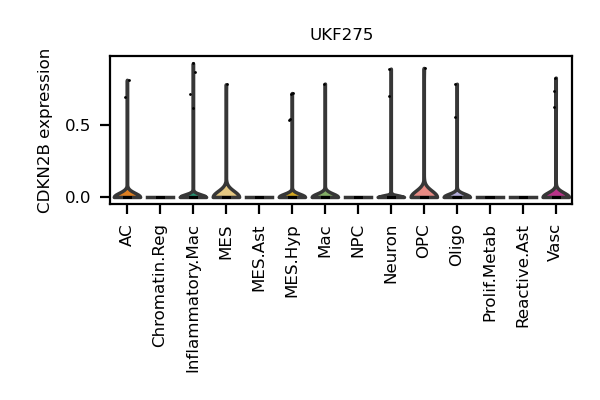 UKF275
CDKN2B expression
0.5
0.0
AC
Chromatin.Reg
Inflammatory.Mac
MES
MES.Ast
MES.Hyp
Mac
NPC
Neuron
OPC
Oligo
Prolif.Metab
Reactive.Ast
Vasc